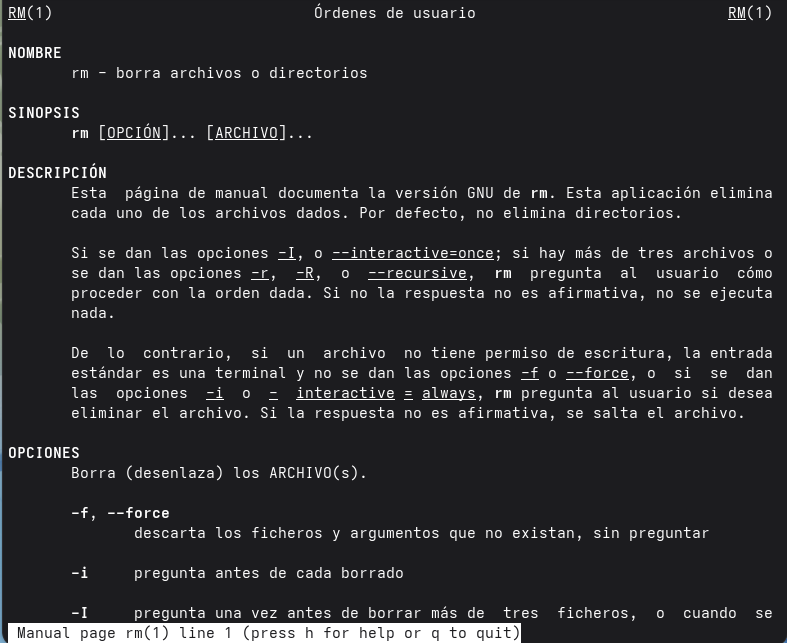 RM(1) Órdenes de usuario RM(1)
NOMBRE
rm - borra archivos o directorios
SINOPSIS
rm [OPCIÓN]... [ARCHIVO]...
DESCRIPCIÓN
Esta página de manual documenta la versión GNU de rm. Esta aplicación elimina
cada uno de los archivos dados. Por defecto, no elimina directorios.
Si se dan las opciones -I, o --interactive=once; si hay más de tres archivos o
se dan las opciones -r, -R, o --recursive, rm pregunta al usuario cómo
proceder con la orden dada. Si no la respuesta no es afirmativa, no se ejecuta
nada.
De lo contrario, si un archivo no tiene permiso de escritura, la entrada
estándar es una terminal y no se dan las opciones -f o --force, o si se dan
las opciones -i o - interactive = always, rm pregunta al usuario si desea
eliminar el archivo. Si la respuesta no es afirmativa, se salta el archivo.
OPCIONES
Borra (desenlaza) los ARCHIVO(s).
-f, --force
descarta los ficheros y argumentos que no existan, sin preguntar
-i pregunta antes de cada borrado
-I pregunta una vez antes de borrar más de tres ficheros, o cuando se
Manual page rm(1) line 1 (press h for help or q to quit)